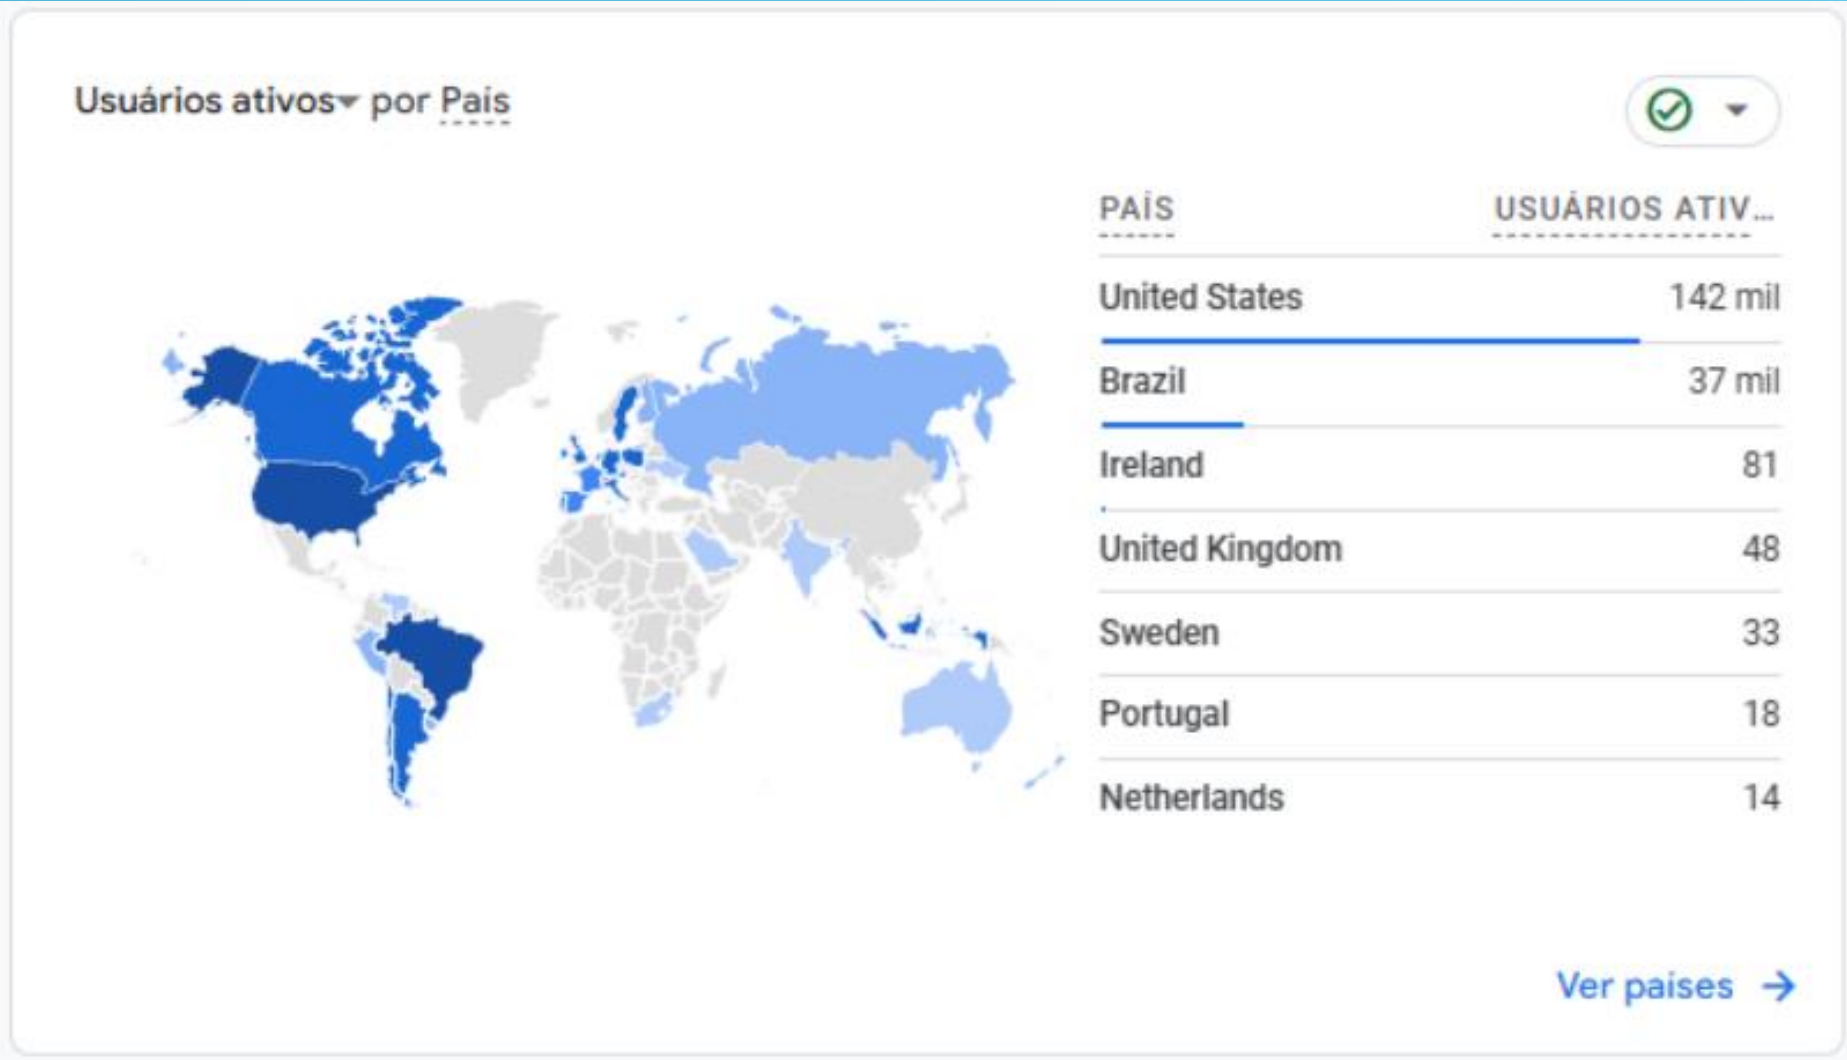 Usuários ativos por País
PAÍS USUÁRIOS ATIV...
United States 142 mil
Brazil 37 mil
Ireland 81
United Kingdom 48
Sweden 33
Portugal 18
Netherlands 14
Ver países →